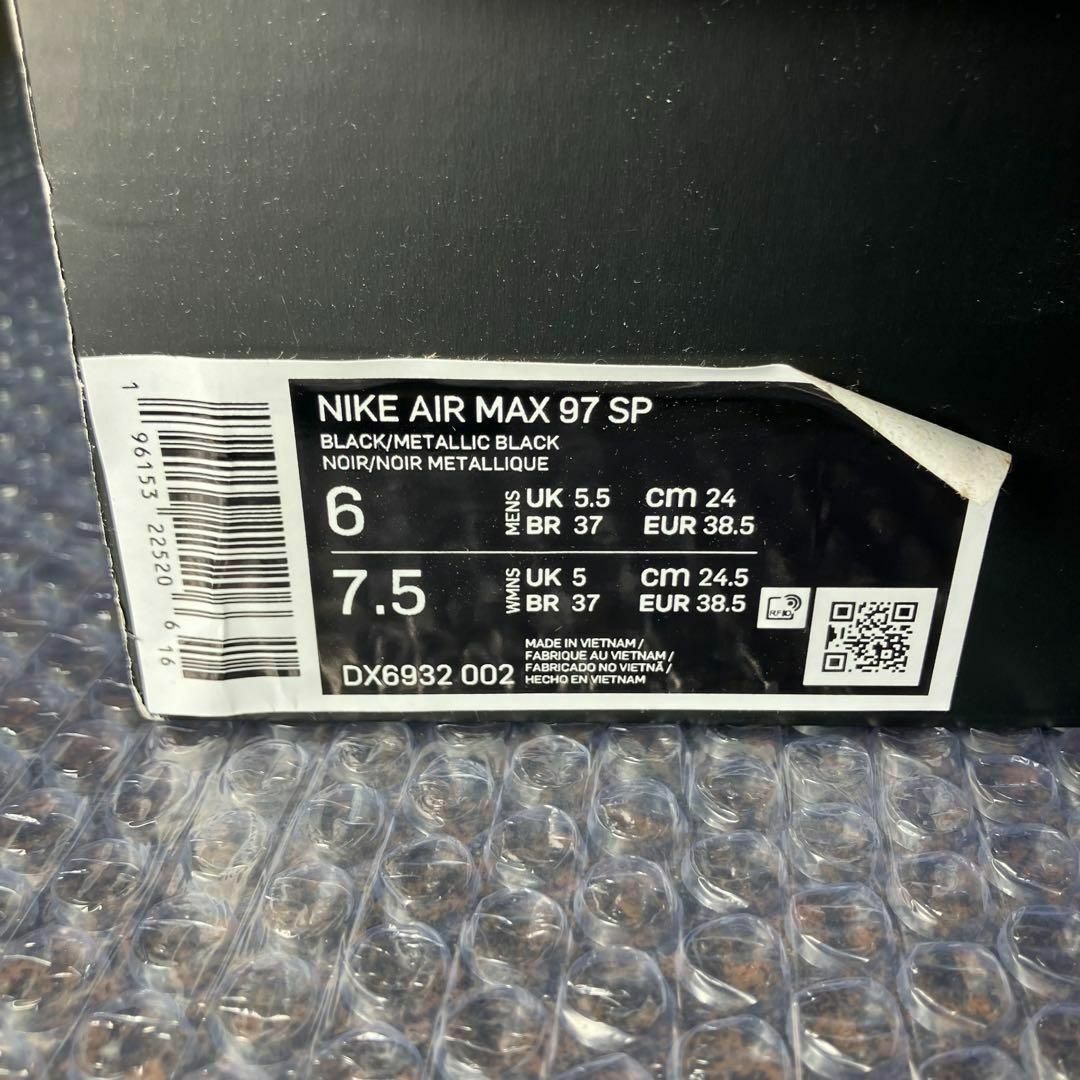 1 96153 22520 6 16
NIKE AIR MAX 97 SP
BLACK/METALLIC BLACK
NOIR/NOIR METALLIQUE
6 MENS UK 5.5 cm 24
BR 37 EUR 38.5
7.5 WMNS UK 5 cm 24.5
BR 37 EUR 38.5
RFID
DX6932 002
MADE IN VIETNAM /
FABRIQUE AU VIETNAM /
FABRICADO NO VIETNÃ /
HECHO EN VIETNAM